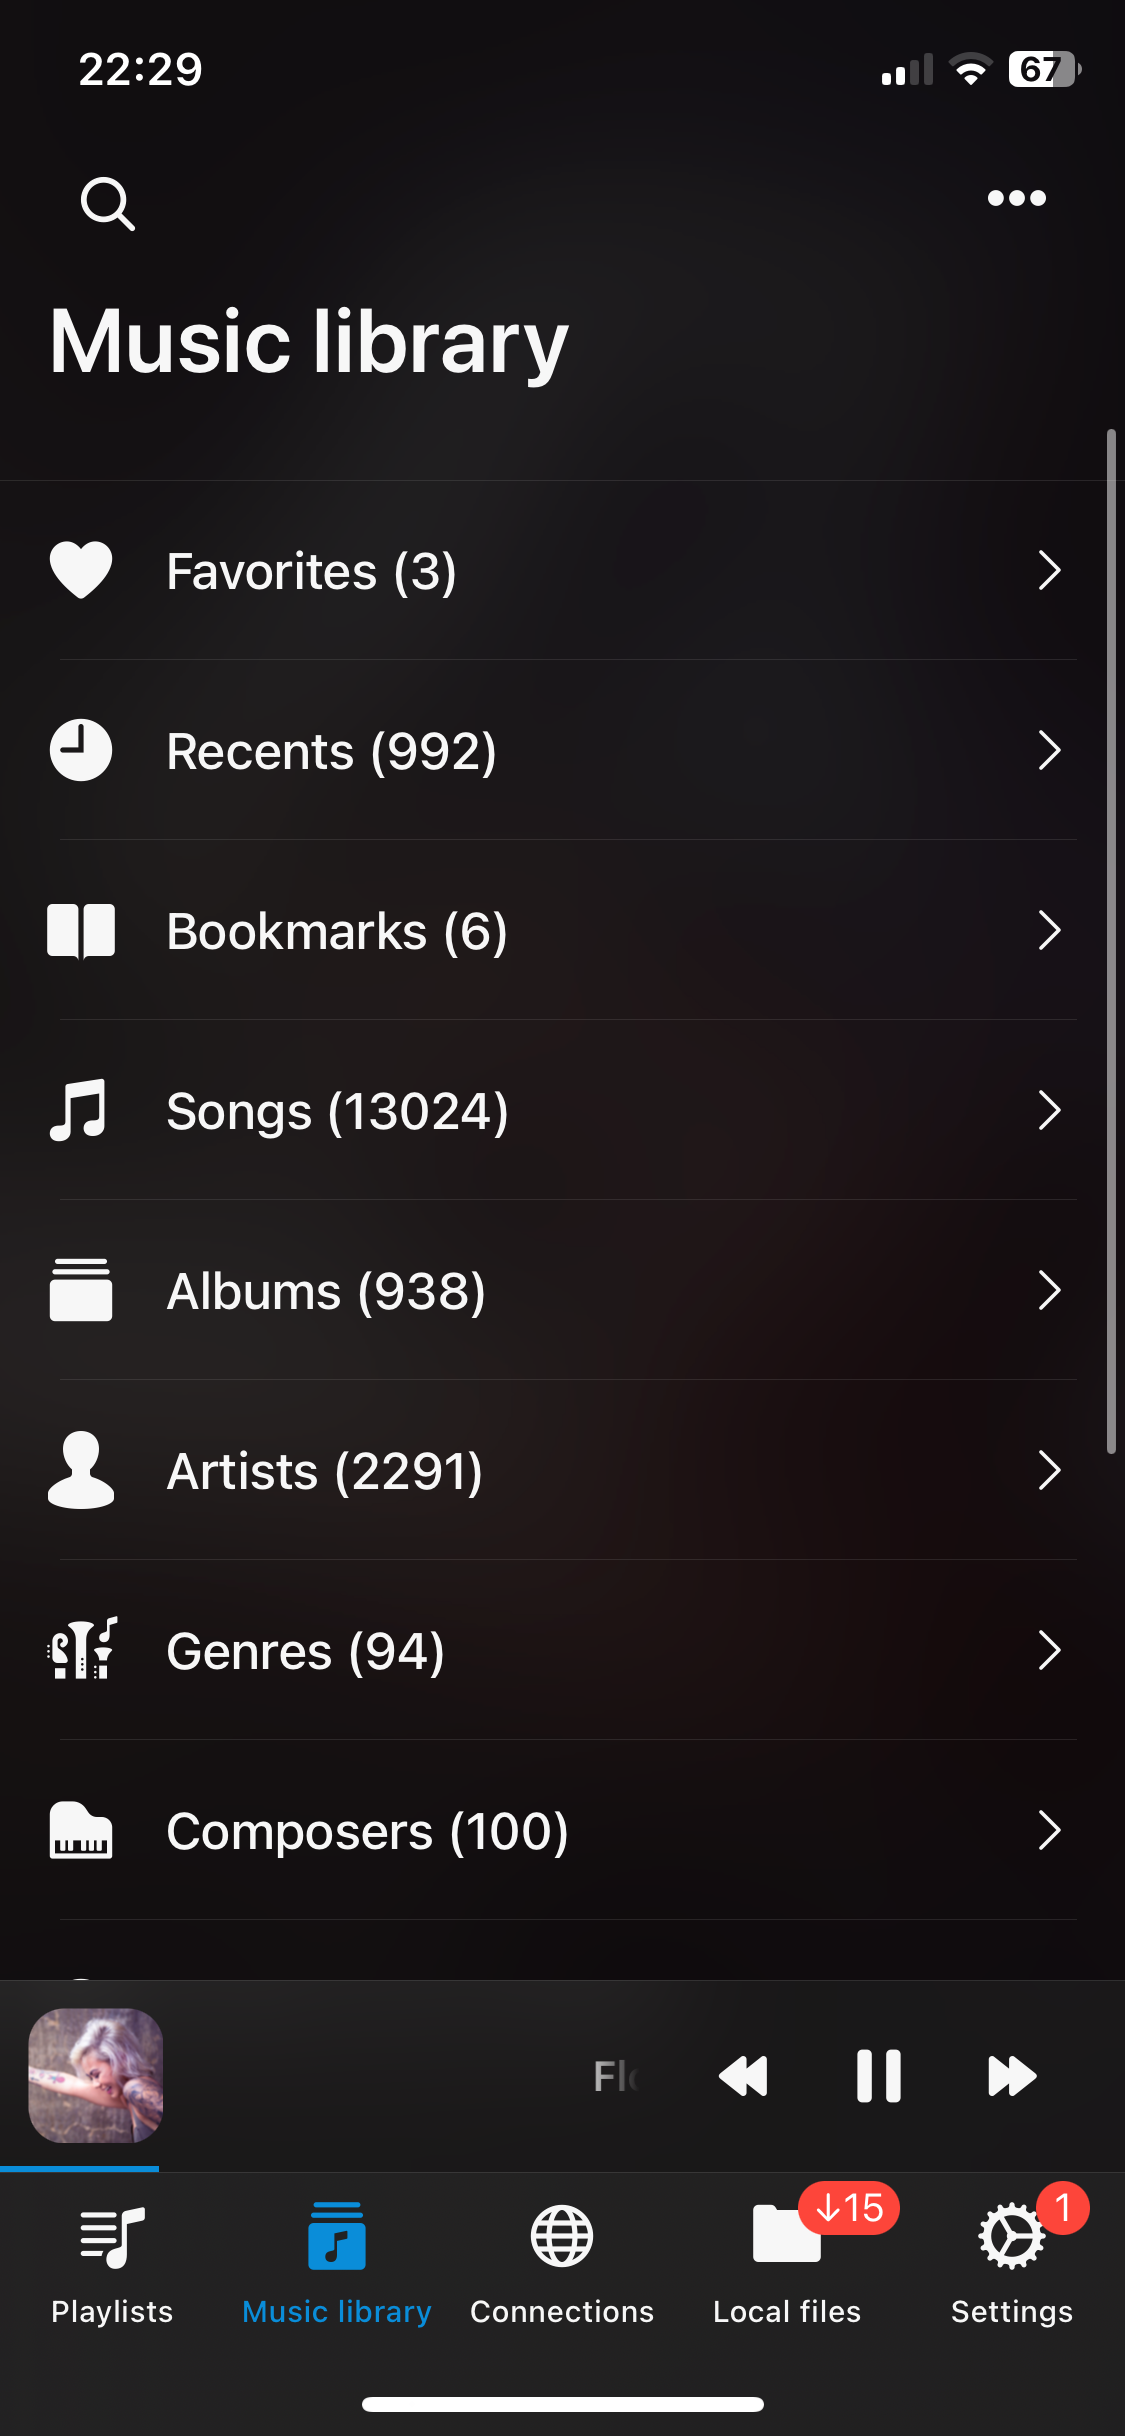 22:29
67
Music library
Favorites (3)
Recents (992)
Bookmarks (6)
Songs (13024)
Albums (938)
Artists (2291)
Genres (94)
Composers (100)
↓15
1
Playlists
Music library
Connections
Local files
Settings